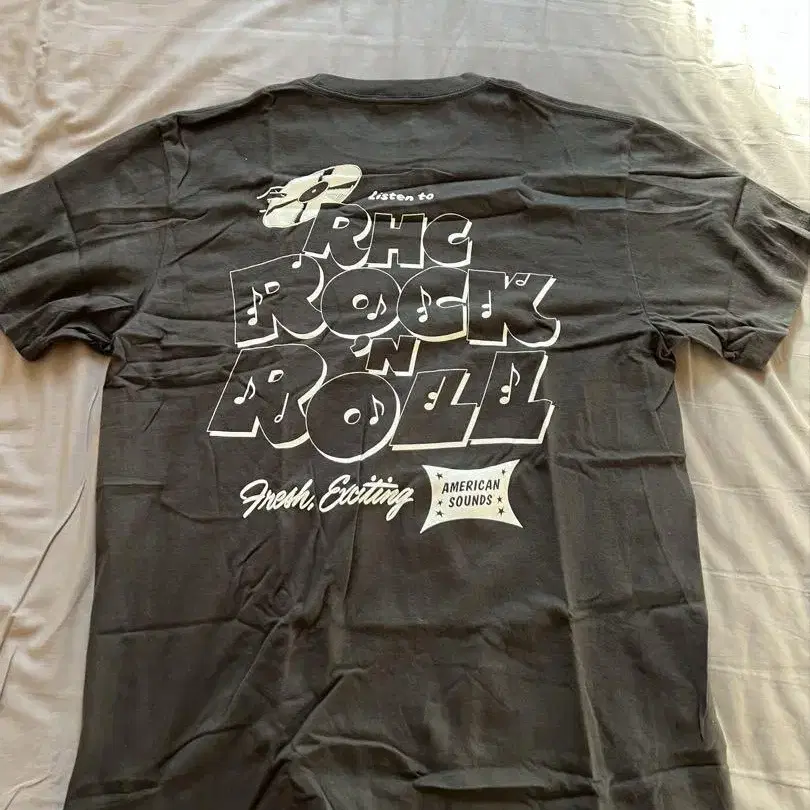 Listen to
RHC
ROCK
'N
ROLL
Fresh, Exciting
AMERICAN
SOUNDS